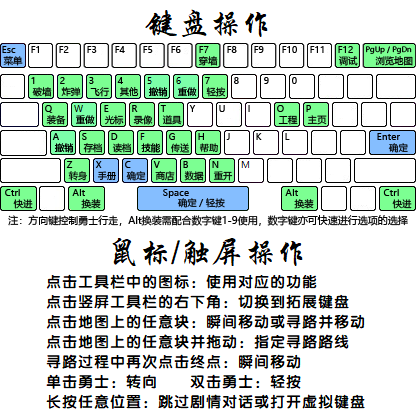 键盘操作
Esc 菜单 F1 F2 F3 F4 F5 F6 F7 穿墙 F8 F9 F10 F11 F12 调试 PgUp / PgDn 浏览地图
1 破墙 2 炸弹 3 飞行 4 其他 5 撤销 6 重做 7 轻按 8 9 0
Q 装备 W 重做 E 光标 R 录像 T 道具 Y U I O 工程 P 主页
A 撤销 S 存档 D 读档 F 技能 G 传送 H 帮助 J K L Enter 确定
Z 转身 X 手册 C 确定 V 商店 B 数据 N 重开 M
Ctrl 快进 Alt 换装 Space 确定 / 轻按 Alt 换装 Ctrl 快进
注：方向键控制勇士行走，Alt换装需配合数字键1-9使用，数字键亦可快速进行选项的选择
鼠标/触屏操作
点击工具栏中的图标：使用对应的功能
点击竖屏工具栏的右下角：切换到拓展键盘
点击地图上的任意块：瞬间移动或寻路并移动
点击地图上的任意块并拖动：指定寻路路线
寻路过程中再次点击终点：瞬间移动
单击勇士：转向 双击勇士：轻按
长按任意位置：跳过剧情对话或打开虚拟键盘